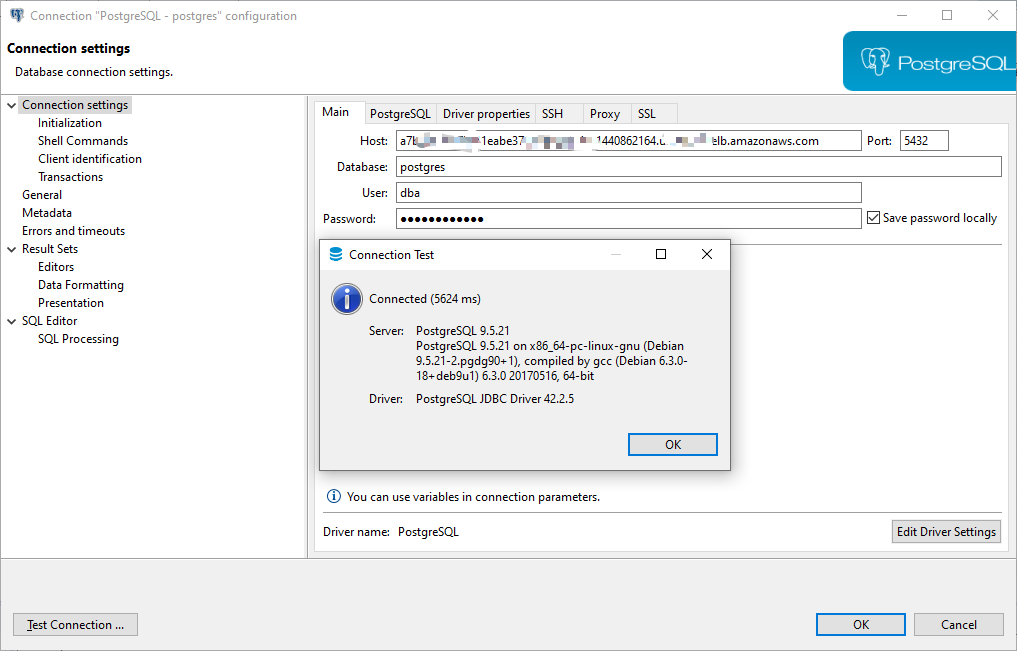 Connection "PostgreSQL - postgres" configuration
Connection settings
Database connection settings.
PostgreSQL
Connection settings
Initialization
Shell Commands
Client identification
Transactions
General
Metadata
Errors and timeouts
Result Sets
Editors
Data Formatting
Presentation
SQL Editor
SQL Processing
Main PostgreSQL Driver properties SSH Proxy SSL
Host: 1eabe37 1440862164. elb.amazonaws.com Port: 5432
Database: postgres
User: dba
Password: ●●●●●●●●●●●● Save password locally
Connection Test
Connected (5624 ms)
Server: PostgreSQL 9.5.21
PostgreSQL 9.5.21 on x86_64-pc-linux-gnu (Debian
9.5.21-2.pgdg90+1), compiled by gcc (Debian 6.3.0-
18+deb9u1) 6.3.0 20170516, 64-bit
Driver: PostgreSQL JDBC Driver 42.2.5
OK
You can use variables in connection parameters.
Driver name: PostgreSQL Edit Driver Settings
Test Connection ... OK Cancel